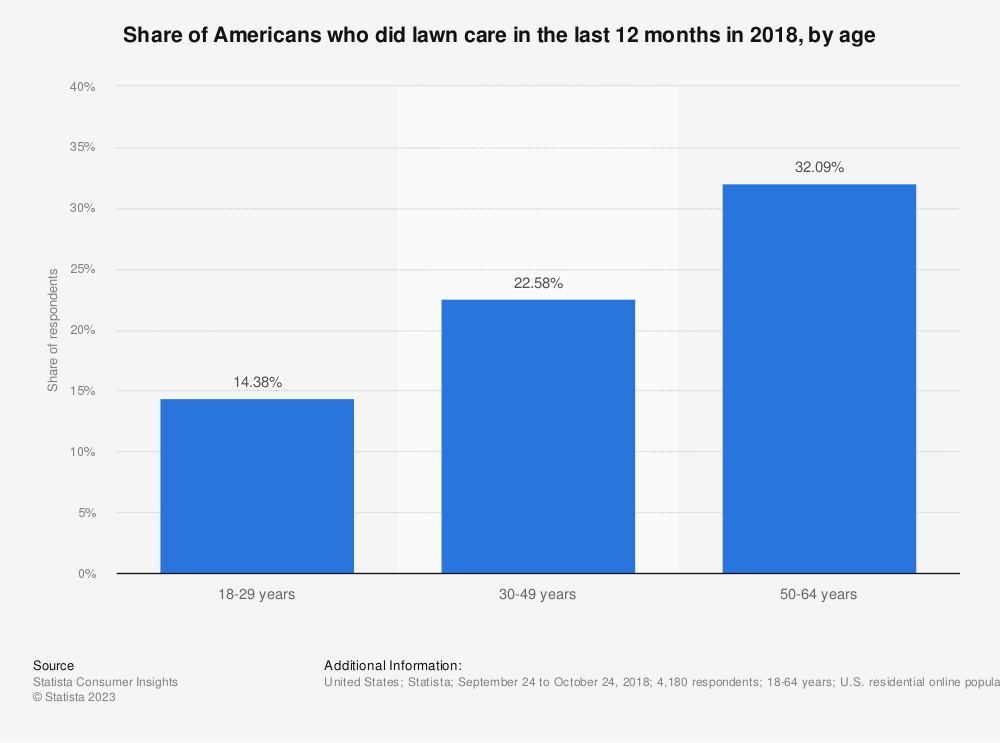 Share of Americans who did lawn care in the last 12 months in 2018, by age
40%
35%
30%
25%
20%
15%
10%
5%
0%
Share of respondents
14.38%
22.58%
32.09%
18-29 years
30-49 years
50-64 years
Source
Statista Consumer Insights
© Statista 2023
Additional Information:
United States; Statista; September 24 to October 24, 2018; 4,180 respondents; 18-64 years; U.S. residential online